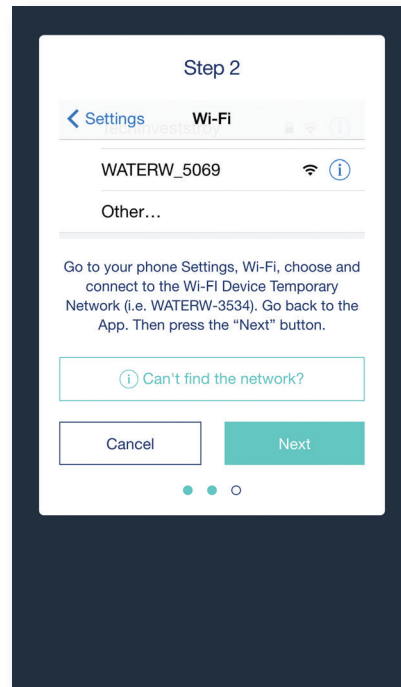 Step 2
Settings
Wi-Fi
Techinveststroy
WATERW_5069
Other...
Go to your phone Settings, Wi-Fi, choose and
connect to the Wi-FI Device Temporary
Network (i.e. WATERW-3534). Go back to the
App. Then press the “Next” button.
Can't find the network?
Cancel
Next